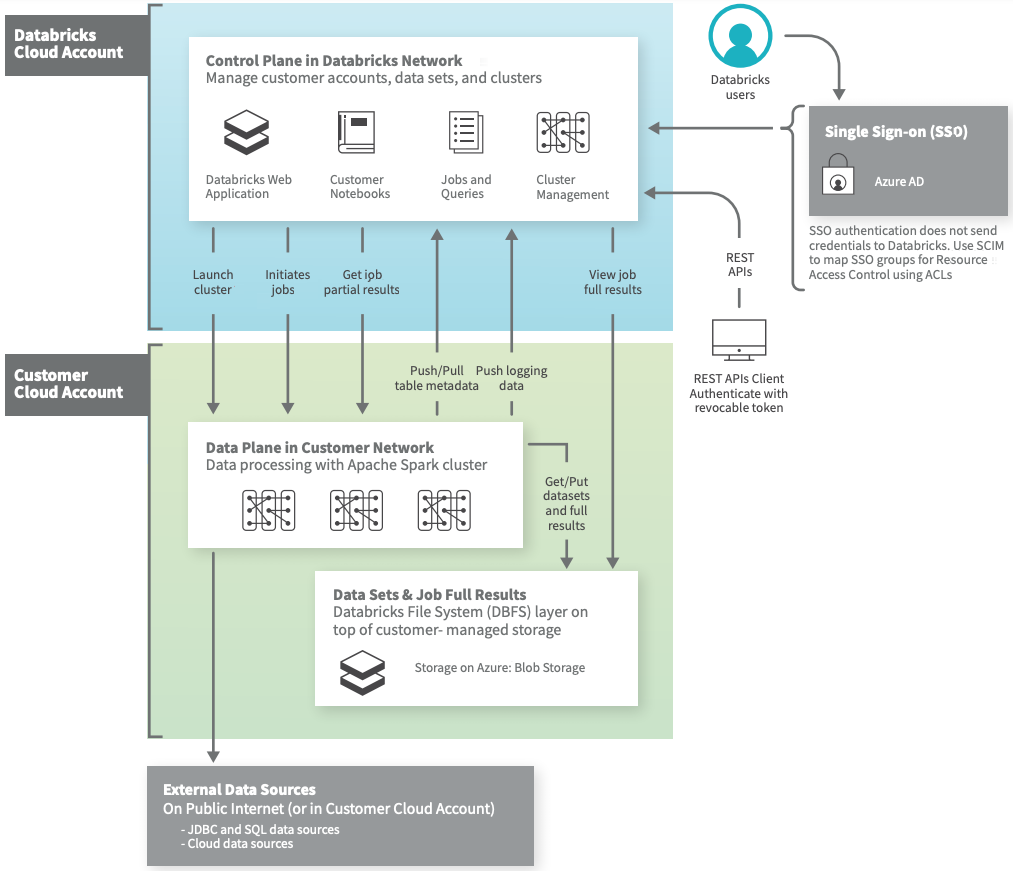 Databricks
Cloud Account
Control Plane in Databricks Network
Manage customer accounts, data sets, and clusters
Databricks Web
Application
Customer
Notebooks
Jobs and
Queries
Cluster
Management
Databricks
users
Single Sign-on (SSO)
Azure AD
SSO authentication does not send
credentials to Databricks. Use SCIM
to map SSO groups for Resource
Access Control using ACLs
Launch
cluster
Initiates
jobs
Get job
partial results
View job
full results
REST
APIs
REST APIs Client
Authenticate with
revocable token
Customer
Cloud Account
Push/Pull
table metadata
Push logging
data
Data Plane in Customer Network
Data processing with Apache Spark cluster
Get/Put
datasets
and full
results
Data Sets & Job Full Results
Databricks File System (DBFS) layer on
top of customer- managed storage
Storage on Azure: Blob Storage
External Data Sources
On Public Internet (or in Customer Cloud Account)
- JDBC and SQL data sources
- Cloud data sources